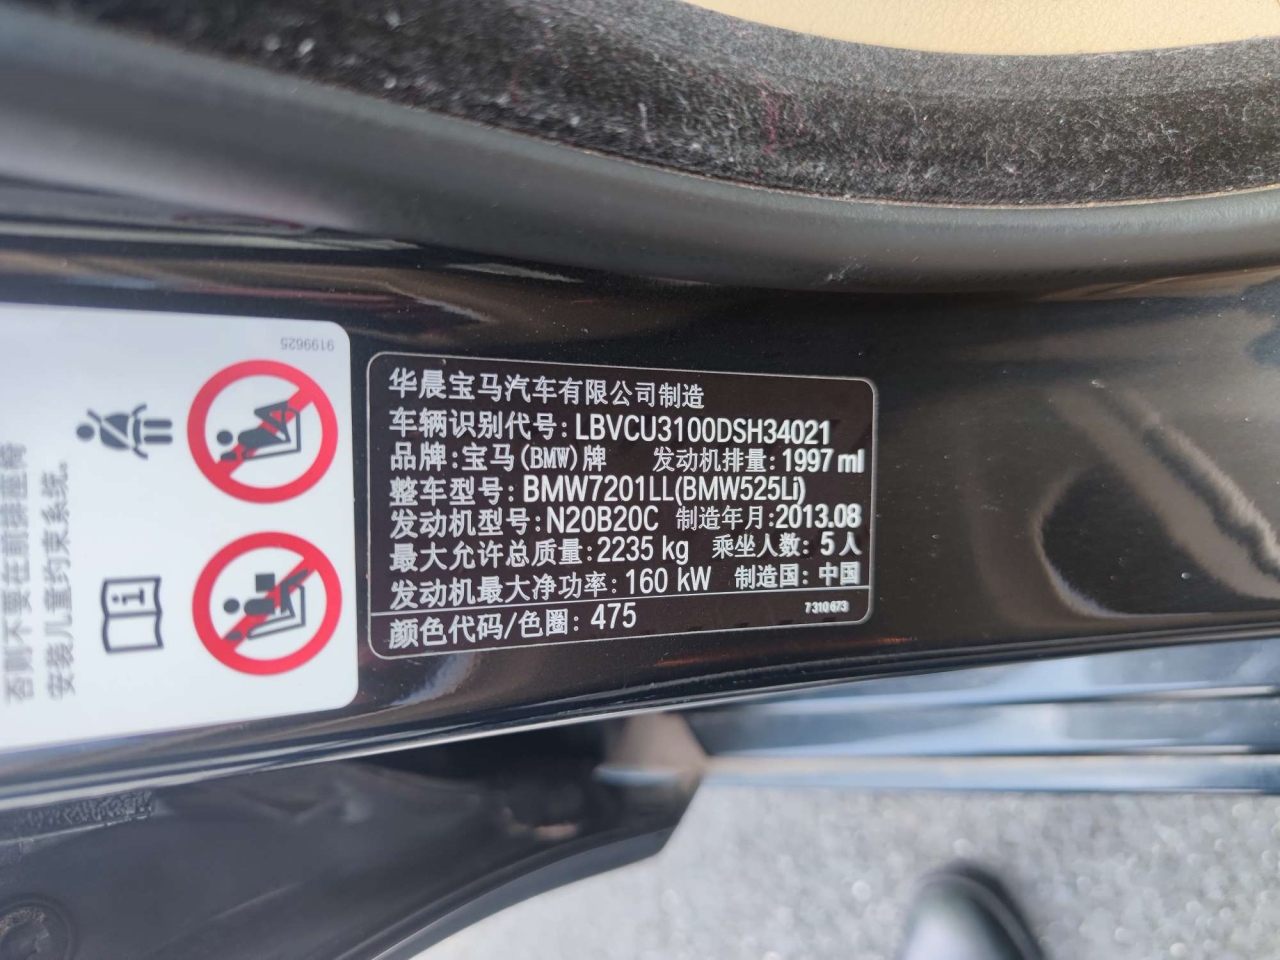 华晨宝马汽车有限公司制造
车辆识别代号: LBVCU3100DSH34021
品牌: 宝马(BMW)牌 发动机排量: 1997 ml
整车型号: BMW7201LL(BMW525Li)
发动机型号: N20B20C 制造年月: 2013.08
最大允许总质量: 2235 kg 乘坐人数: 5人
发动机最大净功率: 160 kW 制造国: 中国
颜色代码/色圈: 475 7310673
9199625
否则不要在前排座椅
安装儿童约束系统。